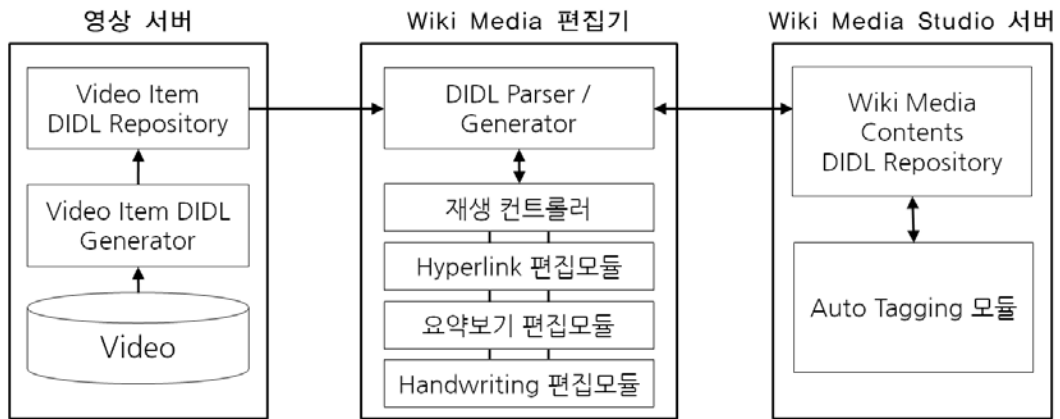 영상 서버
Video Item
DIDL Repository
Video Item DIDL
Generator
Video
Wiki Media 편집기
DIDL Parser /
Generator
재생 컨트롤러
Hyperlink 편집모듈
요약보기 편집모듈
Handwriting 편집모듈
Wiki Media Studio 서버
Wiki Media
Contents
DIDL Repository
Auto Tagging 모듈